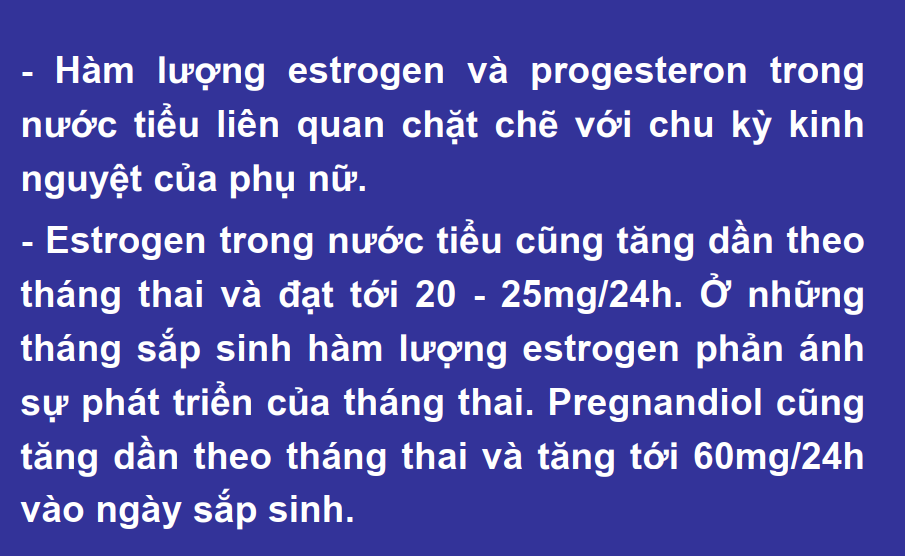 - Hàm lượng estrogen và progesteron trong
nước tiểu liên quan chặt chẽ với chu kỳ kinh
nguyệt của phụ nữ.
- Estrogen trong nước tiểu cũng tăng dần theo
tháng thai và đạt tới 20 - 25mg/24h. Ở những
tháng sắp sinh hàm lượng estrogen phản ánh
sự phát triển của tháng thai. Pregnandiol cũng
tăng dần theo tháng thai và tăng tới 60mg/24h
vào ngày sắp sinh.